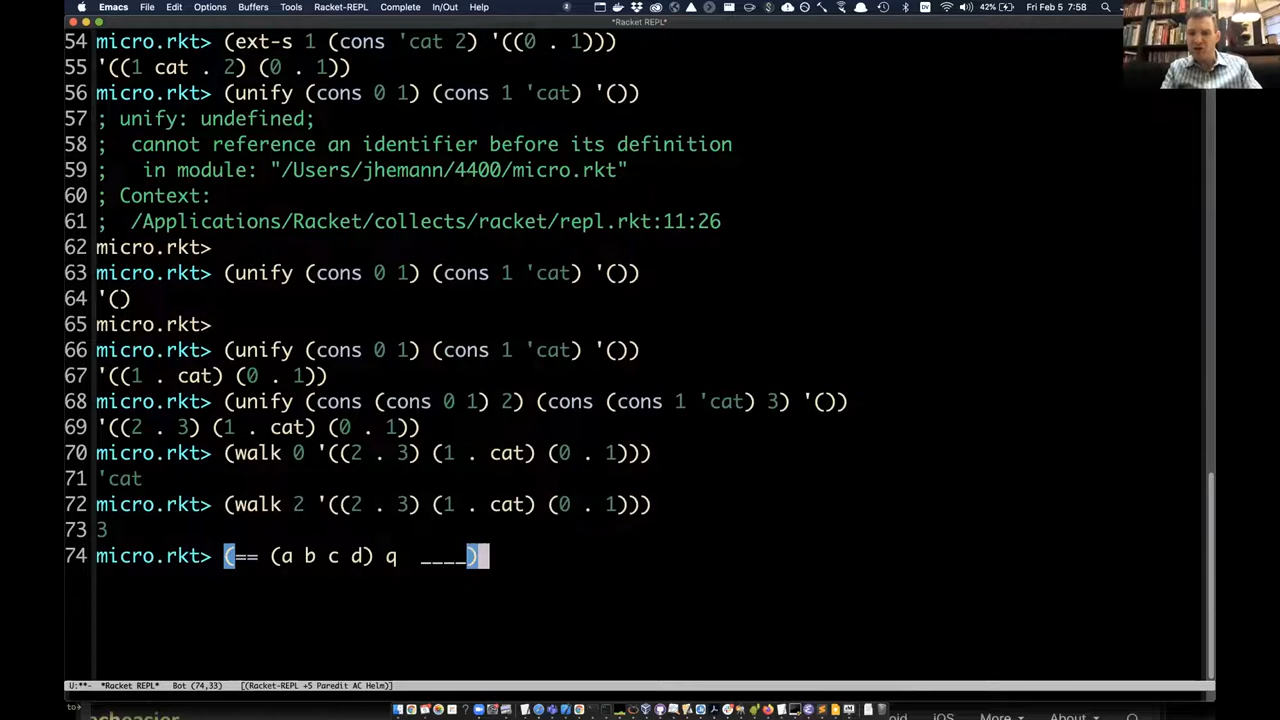 Emacs File Edit Options Buffers Tools Racket-REPL Complete In/Out Help 42% Fri Feb 5 7:58
*Racket REPL*
54 micro.rkt> (ext-s 1 (cons 'cat 2) '((0 . 1)))
55 '((1 cat . 2) (0 . 1))
56 micro.rkt> (unify (cons 0 1) (cons 1 'cat) '())
57 ; unify: undefined;
58 ;  cannot reference an identifier before its definition
59 ;   in module: "/Users/jhemann/4400/micro.rkt"
60 ; Context:
61 ;  /Applications/Racket/collects/racket/repl.rkt:11:26
62 micro.rkt>
63 micro.rkt> (unify (cons 0 1) (cons 1 'cat) '())
64 '()
65 micro.rkt>
66 micro.rkt> (unify (cons 0 1) (cons 1 'cat) '())
67 '((1 . cat) (0 . 1))
68 micro.rkt> (unify (cons (cons 0 1) 2) (cons (cons 1 'cat) 3) '())
69 '((2 . 3) (1 . cat) (0 . 1))
70 micro.rkt> (walk 0 '((2 . 3) (1 . cat) (0 . 1)))
71 'cat
72 micro.rkt> (walk 2 '((2 . 3) (1 . cat) (0 . 1)))
73 3
74 micro.rkt> (== (a b c d) q  ____)
U:**- *Racket REPL* Bot (74,33) [(Racket-REPL +5 Paredit AC Helm)]
to>